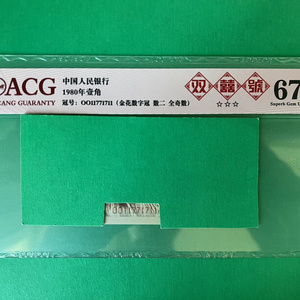 ACG
EANG GUARANTY
中国人民银行
1980年壹角
冠号：OO11771711（金花数字冠 数二 全奇数）
双囍號
☆☆☆
67
Superb Gem U
OO11771711